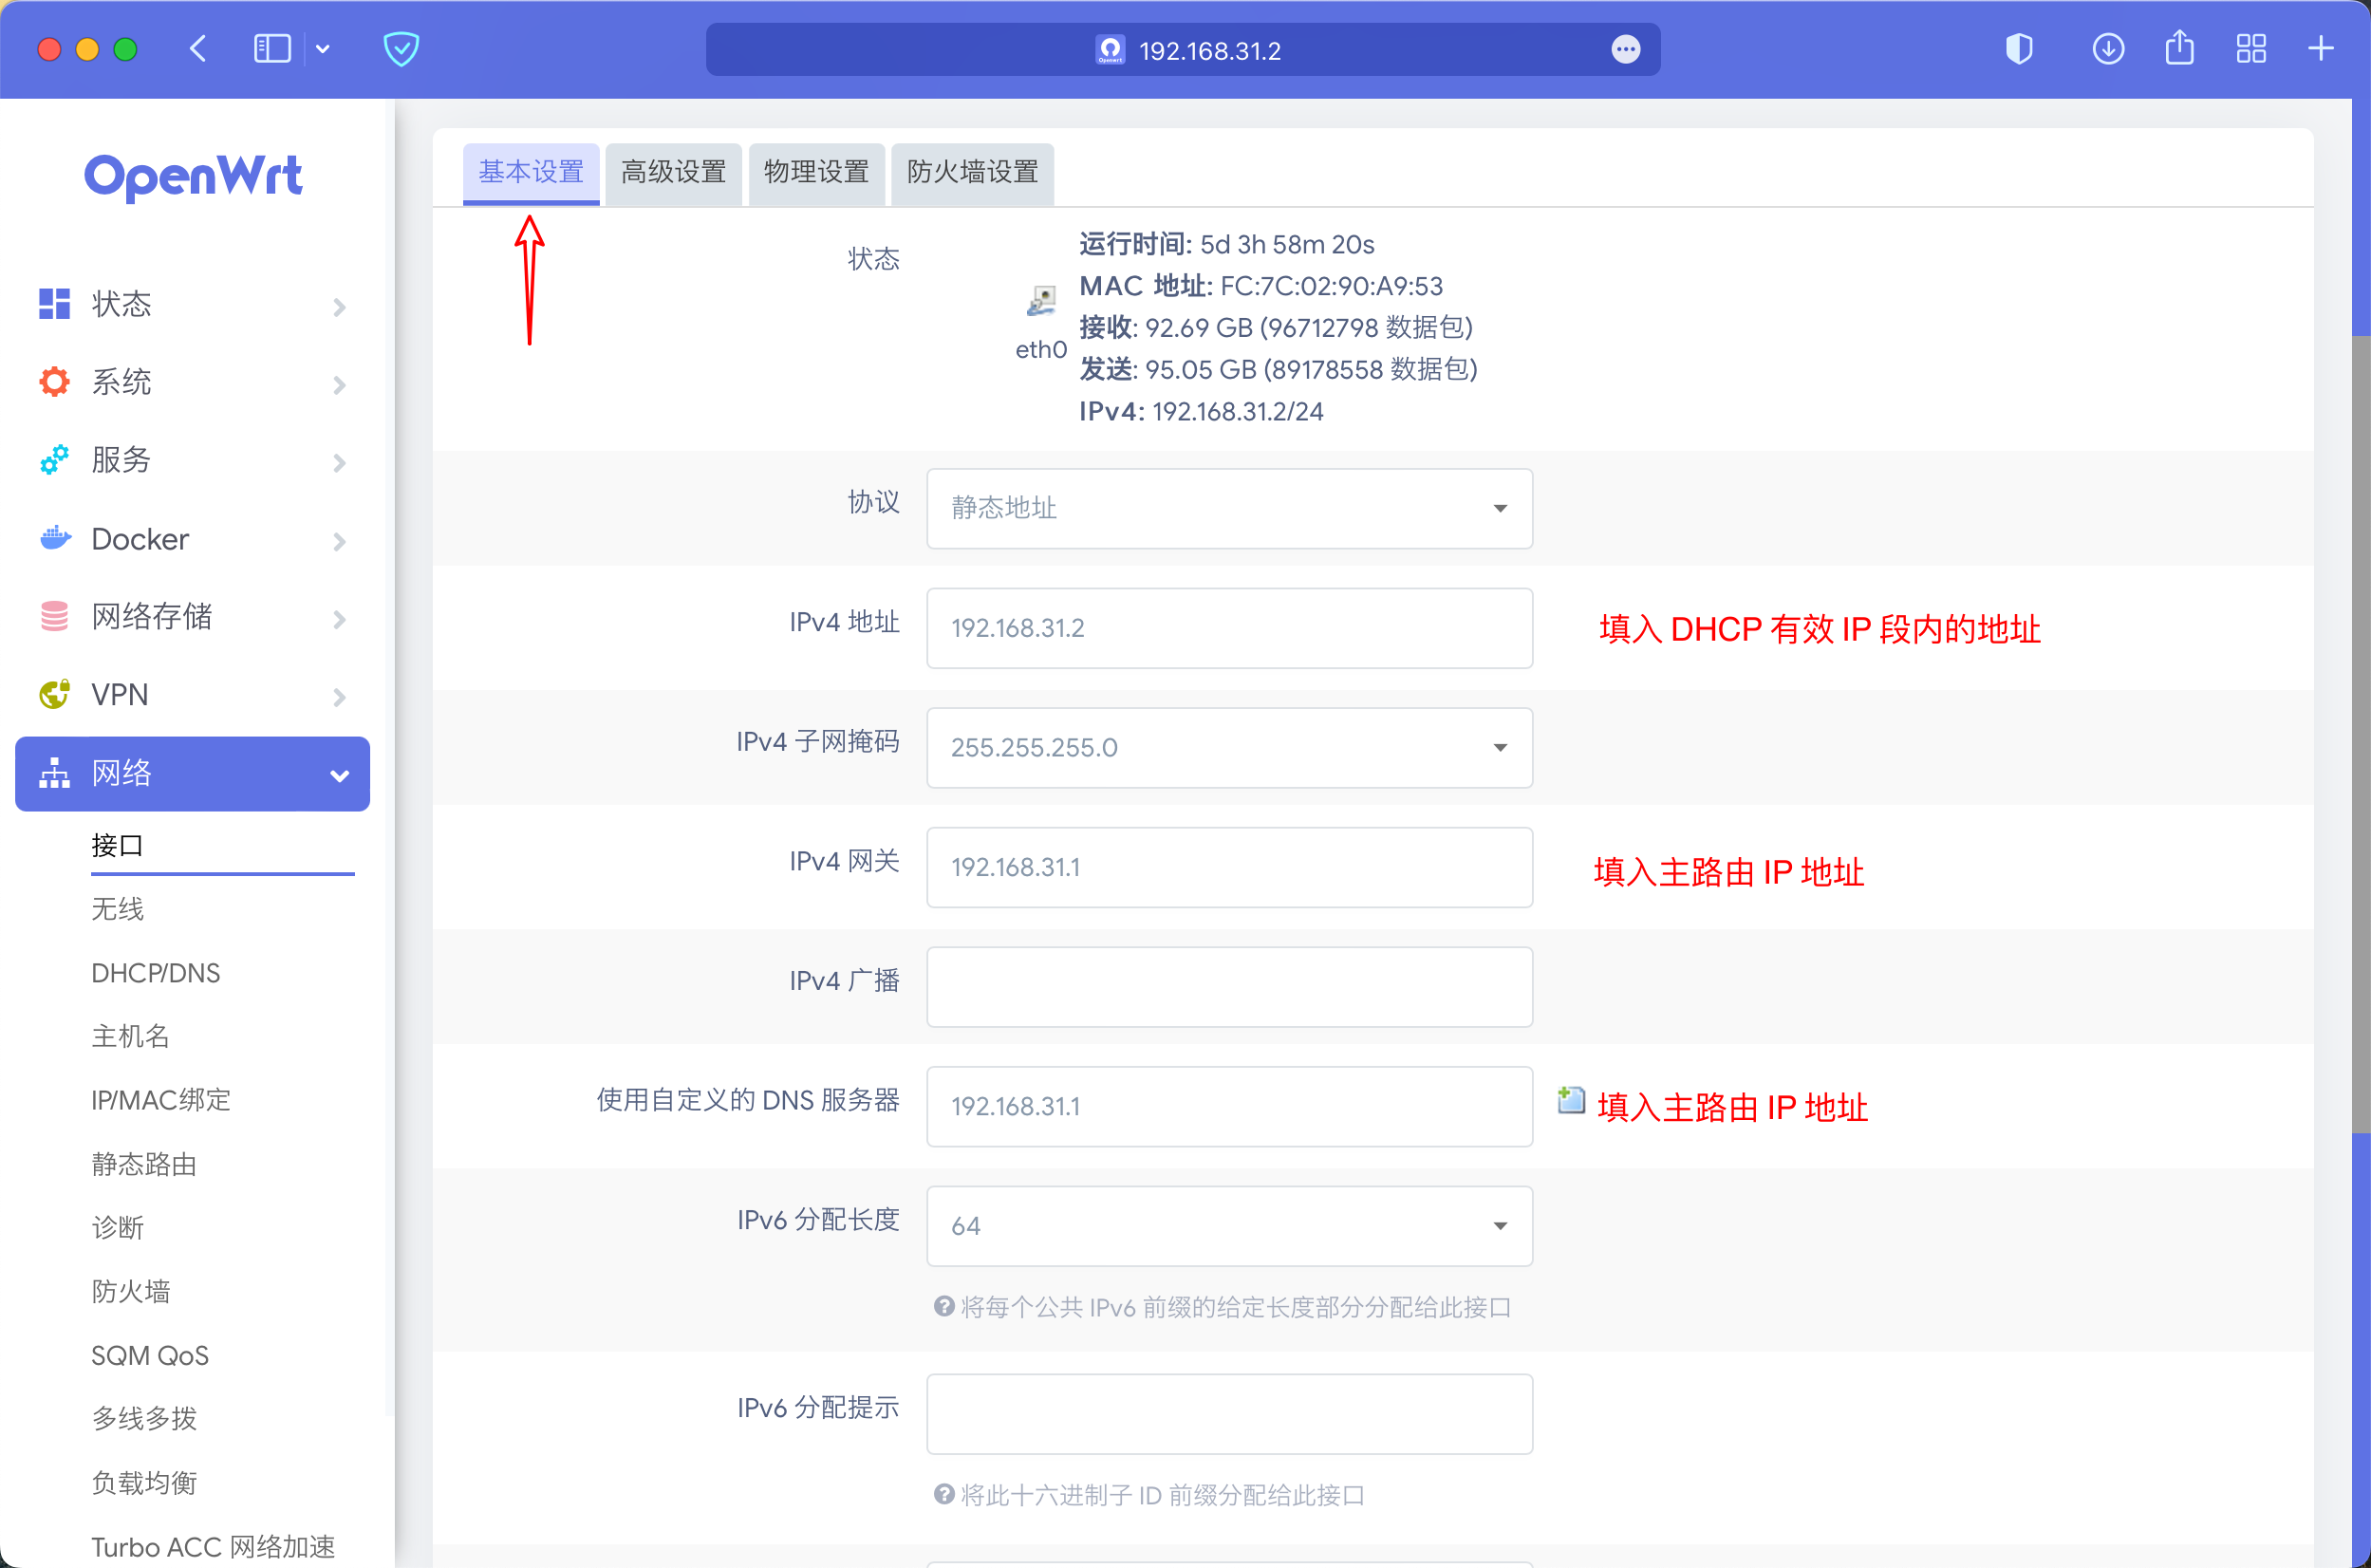 192.168.31.2
OpenWrt
状态
系统
服务
Docker
网络存储
VPN
网络
接口
无线
DHCP/DNS
主机名
IP/MAC绑定
静态路由
诊断
防火墙
SQM QoS
多线多拨
负载均衡
Turbo ACC 网络加速
基本设置 高级设置 物理设置 防火墙设置
状态
eth0
运行时间: 5d 3h 58m 20s
MAC 地址: FC:7C:02:90:A9:53
接收: 92.69 GB (96712798 数据包)
发送: 95.05 GB (89178558 数据包)
IPv4: 192.168.31.2/24
协议 静态地址
IPv4 地址 192.168.31.2 填入 DHCP 有效 IP 段内的地址
IPv4 子网掩码 255.255.255.0
IPv4 网关 192.168.31.1 填入主路由 IP 地址
IPv4 广播
使用自定义的 DNS 服务器 192.168.31.1 填入主路由 IP 地址
IPv6 分配长度 64
将每个公共 IPv6 前缀的给定长度部分分配给此接口
IPv6 分配提示
将此十六进制子 ID 前缀分配给此接口